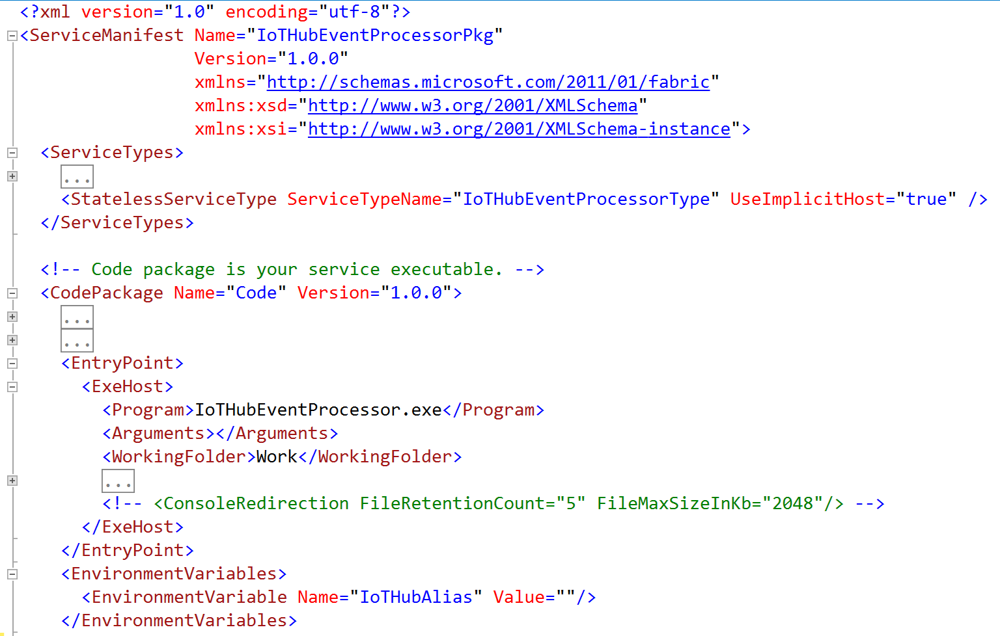 <?xml version="1.0" encoding="utf-8"?>
<ServiceManifest Name="IoTHubEventProcessorPkg"
                 Version="1.0.0"
                 xmlns="http://schemas.microsoft.com/2011/01/fabric"
                 xmlns:xsd="http://www.w3.org/2001/XMLSchema"
                 xmlns:xsi="http://www.w3.org/2001/XMLSchema-instance">
  <ServiceTypes>
    ...
    <StatelessServiceType ServiceTypeName="IoTHubEventProcessorType" UseImplicitHost="true" />
  </ServiceTypes>

  <!-- Code package is your service executable. -->
  <CodePackage Name="Code" Version="1.0.0">
    ...
    ...
    <EntryPoint>
      <ExeHost>
        <Program>IoTHubEventProcessor.exe</Program>
        <Arguments></Arguments>
        <WorkingFolder>Work</WorkingFolder>
        ...
        <!-- <ConsoleRedirection FileRetentionCount="5" FileMaxSizeInKb="2048"/> -->
      </ExeHost>
    </EntryPoint>
    <EnvironmentVariables>
      <EnvironmentVariable Name="IoTHubAlias" Value=""/>
    </EnvironmentVariables>